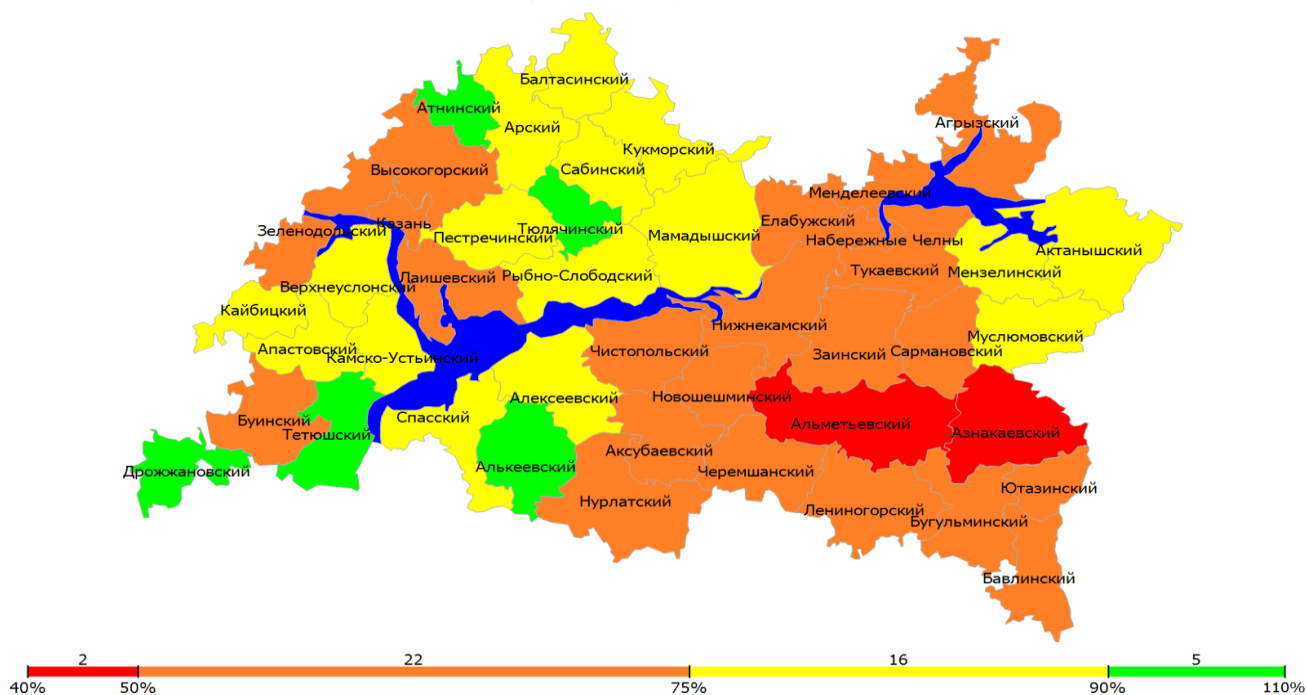 Балтасинский
Атнинский
Арский
Агрызский
Кукморский
Высокогорский
Сабинский
Менделеевский
Зеленодольский
Казань
Пестречинский
Тюлячинский
Мамадышский
Елабужский
Набережные Челны
Актанышский
Тукаевский
Мензелинский
Верхнеуслонский
Лаишевский
Рыбно-Слободский
Кайбицкий
Нижнекамский
Муслюмовский
Апастовский
Камско-Устьинский
Чистопольский
Заинский
Сармановский
Новошешминский
Алексеевский
Буинский
Тетюшский
Спасский
Альметьевский
Азнакаевский
Дрожжановский
Алькеевский
Аксубаевский
Черемшанский
Ютазинский
Нурлатский
Лениногорский
Бугульминский
Бавлинский
2 22 16 5
40% 50% 75% 90% 110%